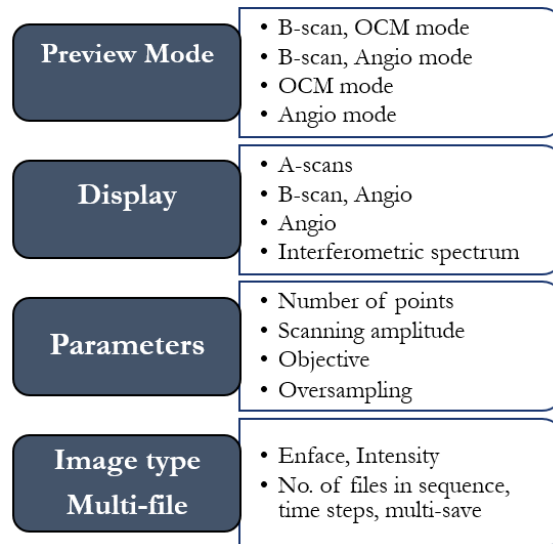 Preview Mode
• B-scan, OCM mode
• B-scan, Angio mode
• OCM mode
• Angio mode
Display
• A-scans
• B-scan, Angio
• Angio
• Interferometric spectrum
Parameters
• Number of points
• Scanning amplitude
• Objective
• Oversampling
Image type
Multi-file
• Enface, Intensity
• No. of files in sequence,
time steps, multi-save